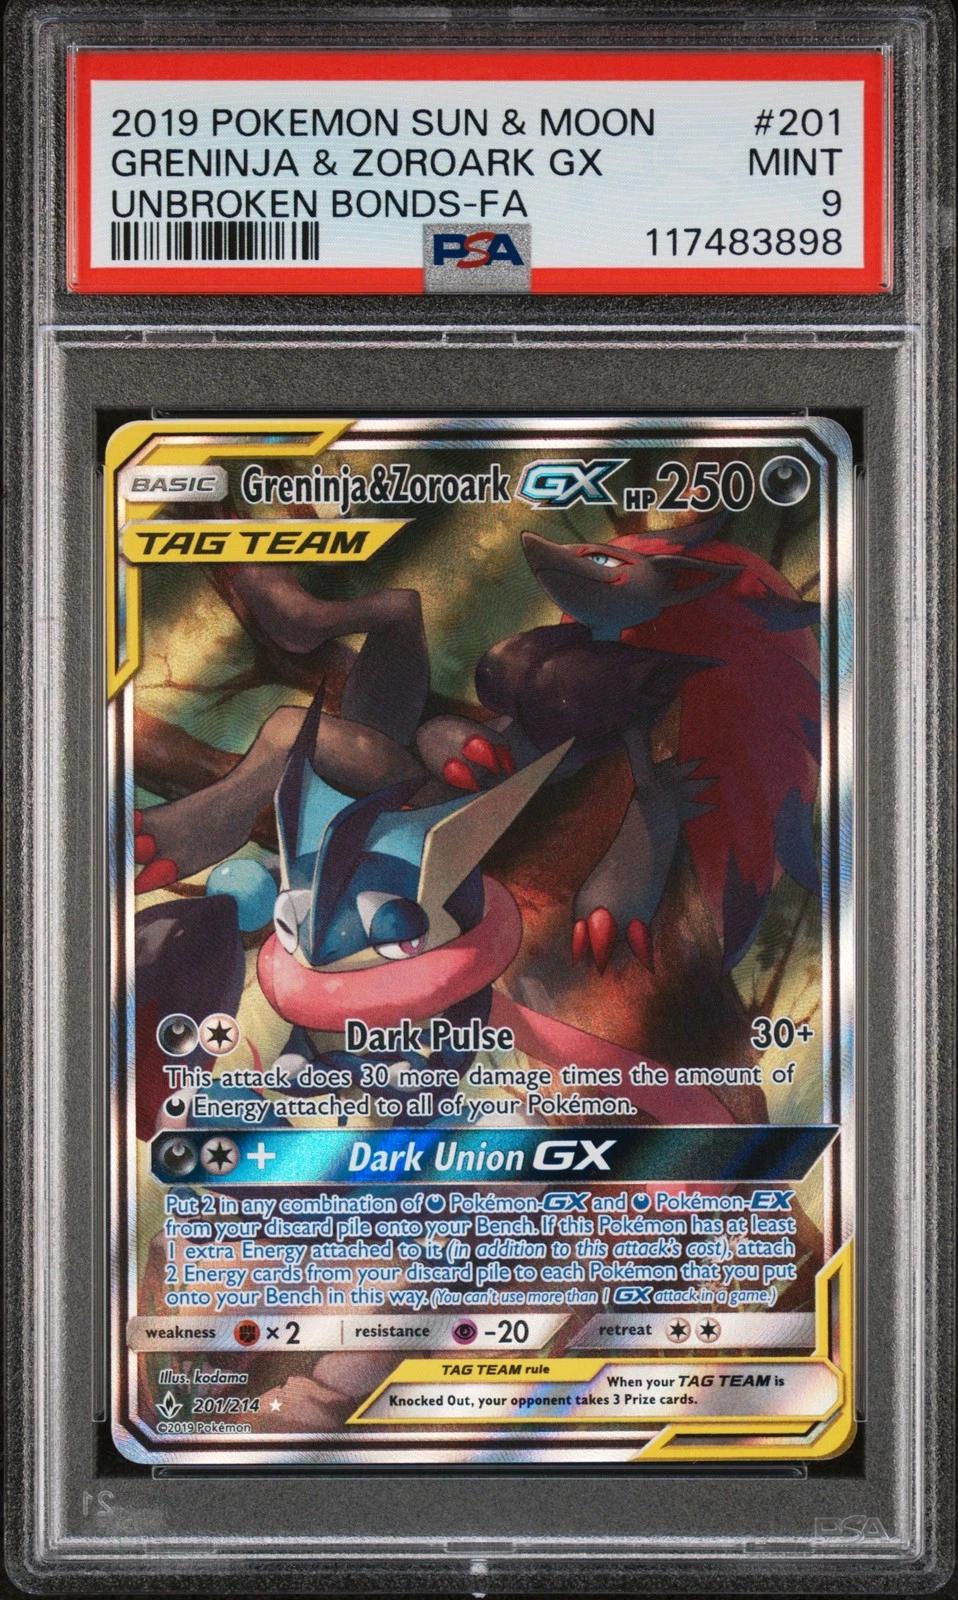 2019 POKEMON SUN & MOON #201
GRENINJA & ZOROARK GX MINT
UNBROKEN BONDS-FA 9
PSA 117483898
BASIC Greninja&Zoroark GX HP250
TAG TEAM
Dark Pulse 30+
This attack does 30 more damage times the amount of
Energy attached to all of your Pokémon.
+ Dark Union GX
Put 2 in any combination of Pokémon-GX and Pokémon-EX
from your discard pile onto your Bench. If this Pokémon has at least
1 extra Energy attached to it (in addition to this attack's cost), attach
2 Energy cards from your discard pile to each Pokémon that you put
onto your Bench in this way. (You can't use more than 1 GX attack in a game.)
weakness ×2 resistance -20 retreat
Illus. kodama
201/214
©2019 Pokémon
TAG TEAM rule
When your TAG TEAM is
Knocked Out, your opponent takes 3 Prize cards.
21
PSA